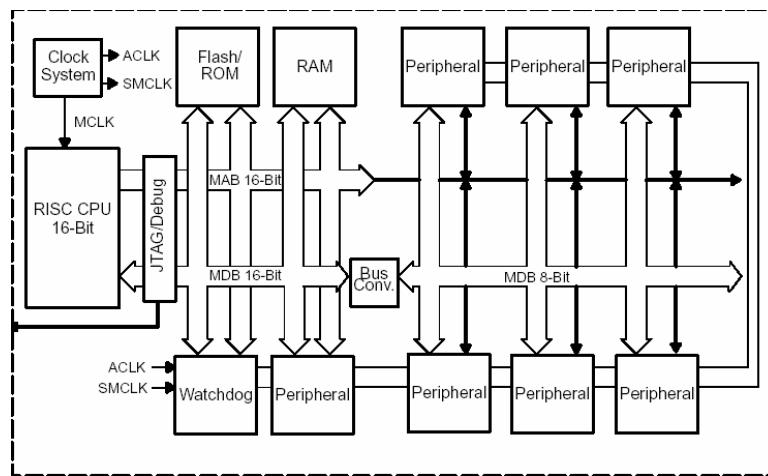 Clock
System
ACLK
SMCLK
MCLK
Flash/
ROM
RAM
Peripheral
Peripheral
Peripheral
RISC CPU
16-Bit
JTAG/Debug
MAB 16-Bit
MDB 16-Bit
Bus
Conv.
MDB 8-Bit
ACLK
SMCLK
Watchdog
Peripheral
Peripheral
Peripheral
Peripheral